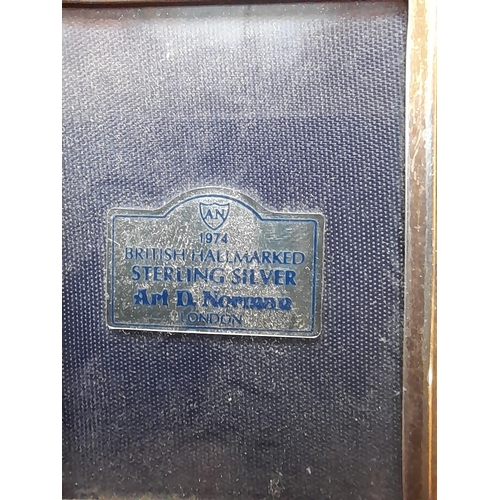 AN
1974
BRITISH HALLMARKED
STERLING SILVER
Art D. Norman
LONDON